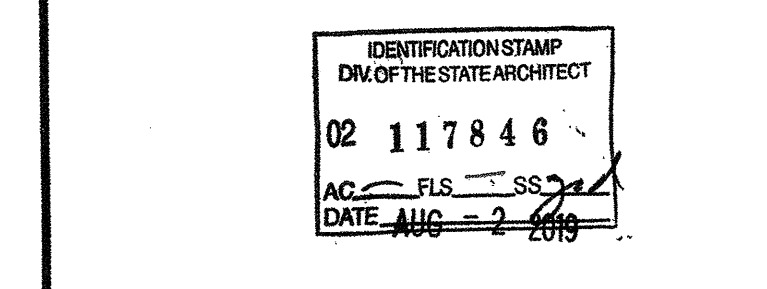 IDENTIFICATION STAMP
DIV. OF THE STATE ARCHITECT
02 117846
AC FLS SS
DATE AUG - 2 2019